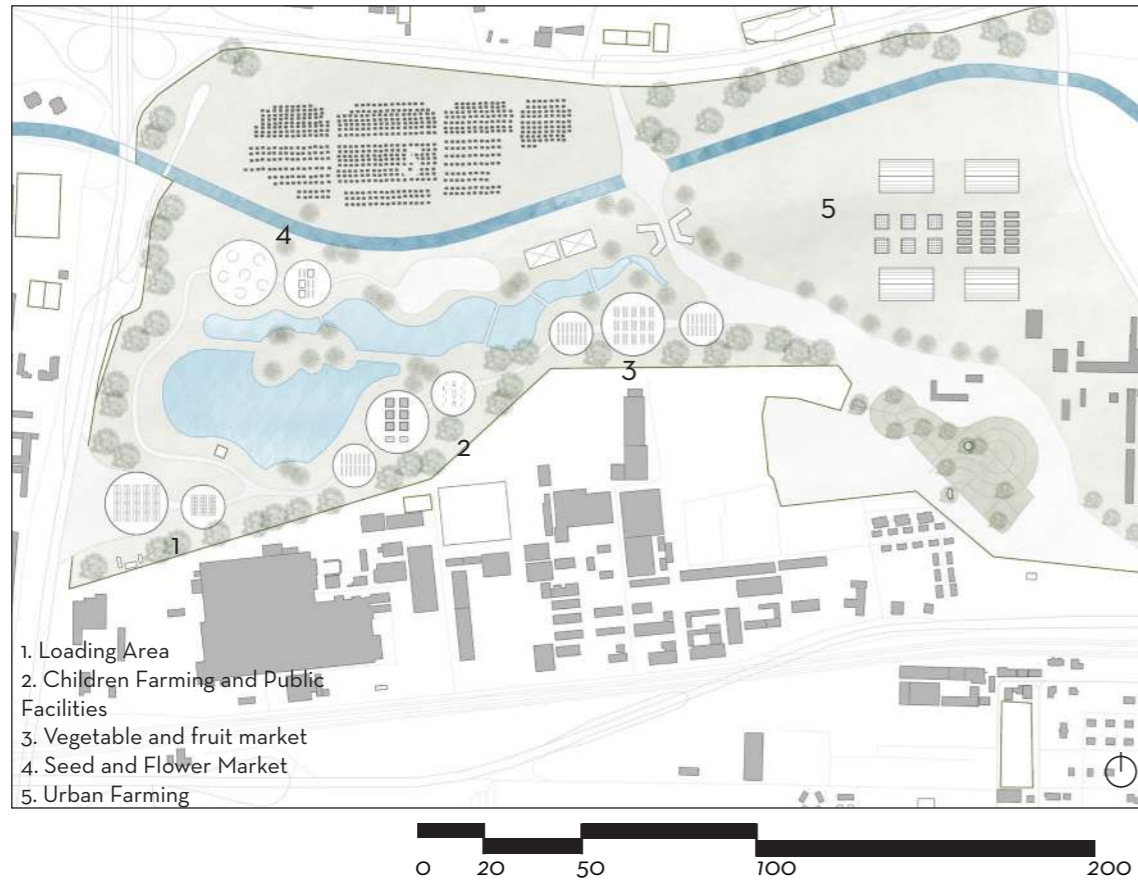 5
4
3
2
1
1. Loading Area
2. Children Farming and Public
Facilities
3. Vegetable and fruit market
4. Seed and Flower Market
5. Urban Farming
0 20 50 100 200